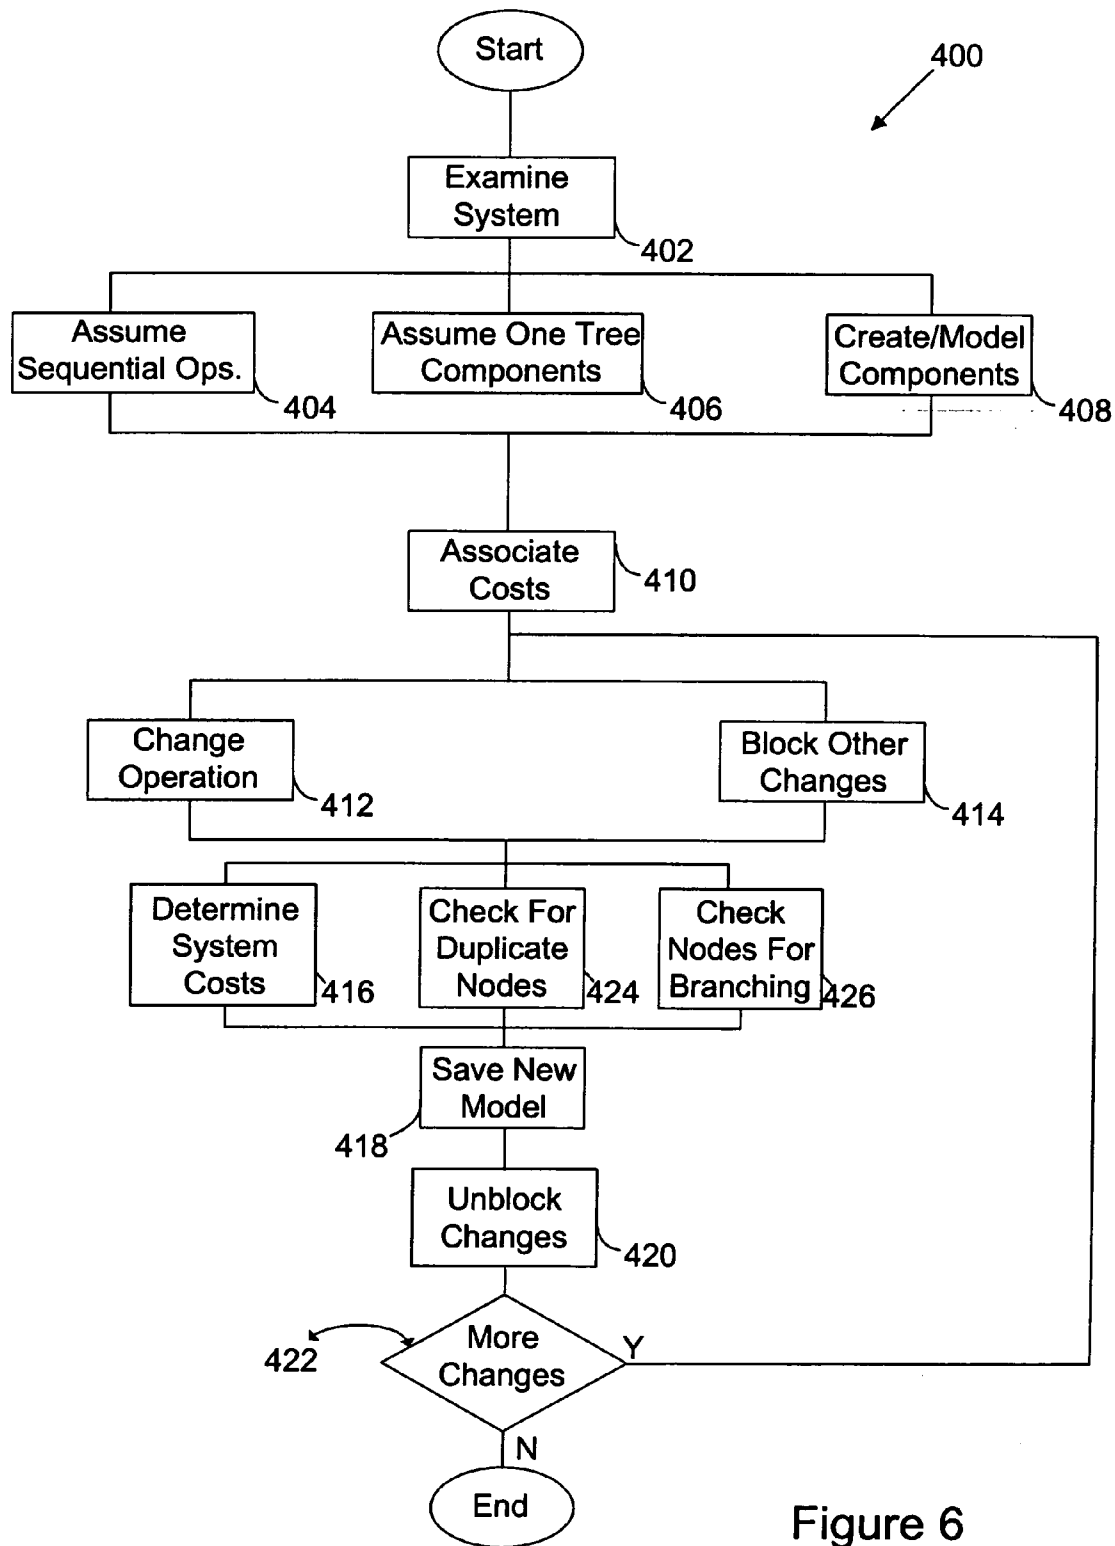 Start
400
Examine
System
402
Assume
Sequential Ops.
404
Assume One Tree
Components
406
Create/Model
Components
408
Associate
Costs
410
Change
Operation
412
Block Other
Changes
414
Determine
System
Costs
416
Check For
Duplicate
Nodes
424
Check
Nodes For
Branching
426
Save New
Model
418
Unblock
Changes
420
More
Changes
422
Y
N
End
Figure 6